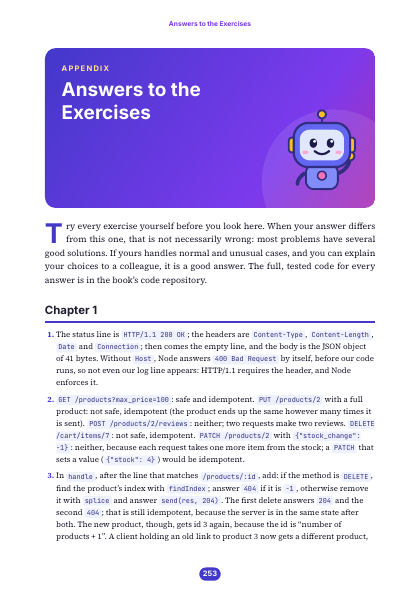 Answers to the Exercises
APPENDIX
Answers to the
Exercises
Try every exercise yourself before you look here. When your answer differs
from this one, that is not necessarily wrong: most problems have several
good solutions. If yours handles normal and unusual cases, and you can explain
your choices to a colleague, it is a good answer. The full, tested code for every
answer is in the book's code repository.
Chapter 1
1. The status line is HTTP/1.1 200 OK; the headers are Content-Type, Content-Length,
Date and Connection; then comes the empty line, and the body is the JSON object
of 41 bytes. Without Host, Node answers 400 Bad Request by itself, before our code
runs, so not even our log line appears: HTTP/1.1 requires the header, and Node
enforces it.
2. GET /products?max_price=100: safe and idempotent. PUT /products/2 with a full
product: not safe, idempotent (the product ends up the same however many times it
is sent). POST /products/2/reviews: neither; two requests make two reviews. DELETE
/cart/items/7: not safe, idempotent. PATCH /products/2 with {"stock_change":
-1}: neither, because each request takes one more item from the stock; a PATCH that
sets a value ({"stock": 4}) would be idempotent.
3. In handle, after the line that matches /products/:id, add: if the method is DELETE,
find the product's index with findIndex; answer 404 if it is -1, otherwise remove
it with splice and answer send(res, 204). The first delete answers 204 and the
second 404; that is still idempotent, because the server is in the same state after
both. The new product, though, gets id 3 again, because the id is "number of
products + 1". A client holding an old link to product 3 now gets a different product,
253